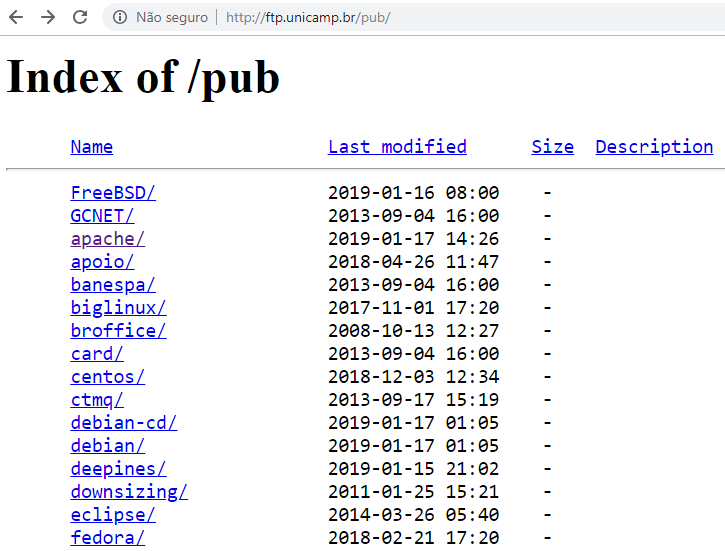 Não seguro | http://ftp.unicamp.br/pub/
Index of /pub
Name Last modified Size Description
FreeBSD/ 2019-01-16 08:00 -
GCNET/ 2013-09-04 16:00 -
apache/ 2019-01-17 14:26 -
apoio/ 2018-04-26 11:47 -
banespa/ 2013-09-04 16:00 -
biglinux/ 2017-11-01 17:20 -
broffice/ 2008-10-13 12:27 -
card/ 2013-09-04 16:00 -
centos/ 2018-12-03 12:34 -
ctmq/ 2013-09-17 15:19 -
debian-cd/ 2019-01-17 01:05 -
debian/ 2019-01-17 01:05 -
deepines/ 2019-01-15 21:02 -
downsizing/ 2011-01-25 15:21 -
eclipse/ 2014-03-26 05:40 -
fedora/ 2018-02-21 17:20 -